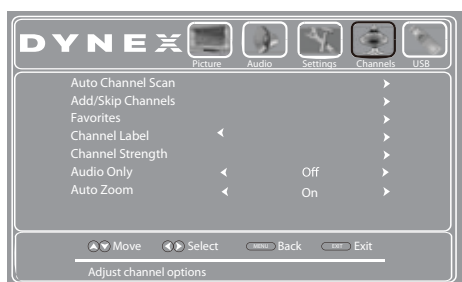 DYNEX
Picture Audio Settings Channels USB
Auto Channel Scan
Add/Skip Channels
Favorites
Channel Label
Channel Strength
Audio Only Off
Auto Zoom On
Move Select MENU Back EXIT Exit
Adjust channel options